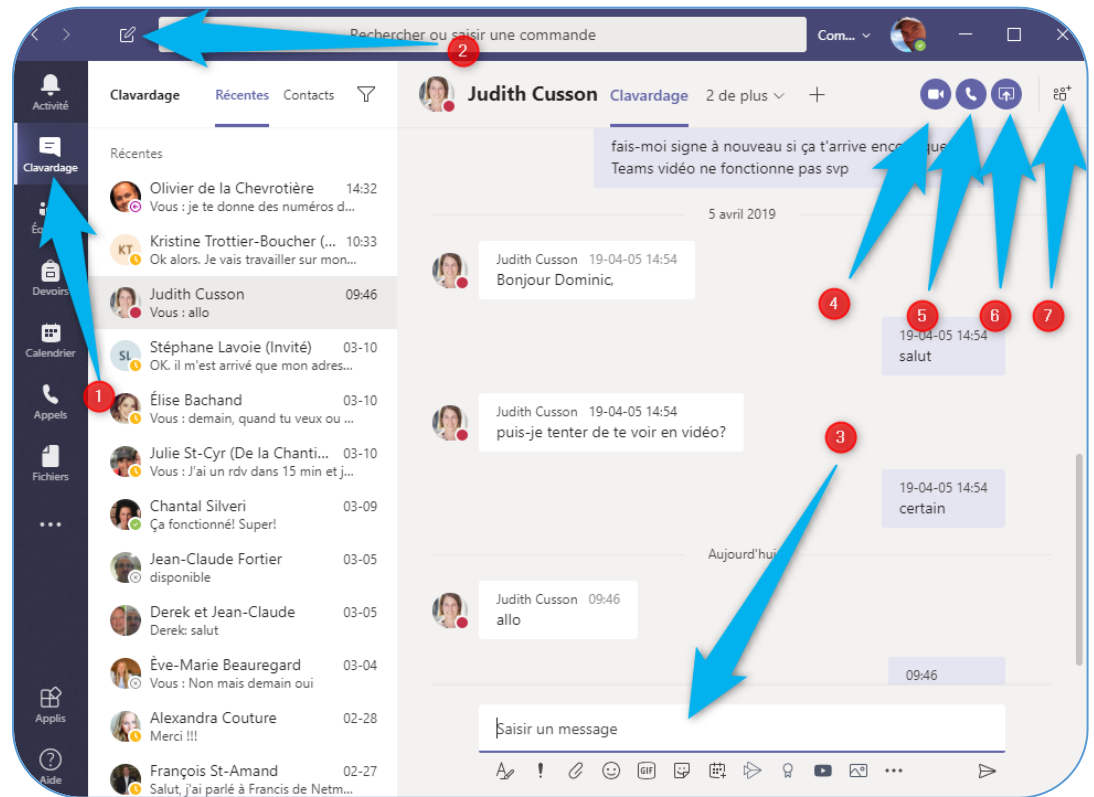 Rechercher ou saisir une commande
Com...
2
Activité
Clavardage
Devoirs
Calendrier
Appels
Fichiers
Applis
Aide
1
Clavardage Récentes Contacts
Récentes
Olivier de la Chevrotière 14:32
Vous : je te donne des numéros d...
KT
Kristine Trottier-Boucher (... 10:33
Ok alors. Je vais travailler sur mon...
Judith Cusson 09:46
Vous : allo
SL
Stéphane Lavoie (Invité) 03-10
OK. il m'est arrivé que mon adres...
Élise Bachand 03-10
Vous : demain, quand tu veux ou ...
Julie St-Cyr (De la Chanti... 03-10
Vous : J'ai un rdv dans 15 min et j...
Chantal Silveri 03-09
Ça fonctionné! Super!
Jean-Claude Fortier 03-05
disponible
Derek et Jean-Claude 03-05
Derek: salut
Ève-Marie Beauregard 03-04
Vous : Non mais demain oui
Alexandra Couture 02-28
Merci !!!
François St-Amand 02-27
Salut, j'ai parlé à Francis de Netm...
Judith Cusson Clavardage 2 de plus
fais-moi signe à nouveau si ça t'arrive
Teams vidéo ne fonctionne pas svp
5 avril 2019
Judith Cusson 19-04-05 14:54
Bonjour Dominic,
4
5
6
7
19-04-05 14:54
salut
Judith Cusson 19-04-05 14:54
puis-je tenter de te voir en vidéo?
3
19-04-05 14:54
certain
Aujourd'hui
Judith Cusson 09:46
allo
09:46
Saisir un message
GIF